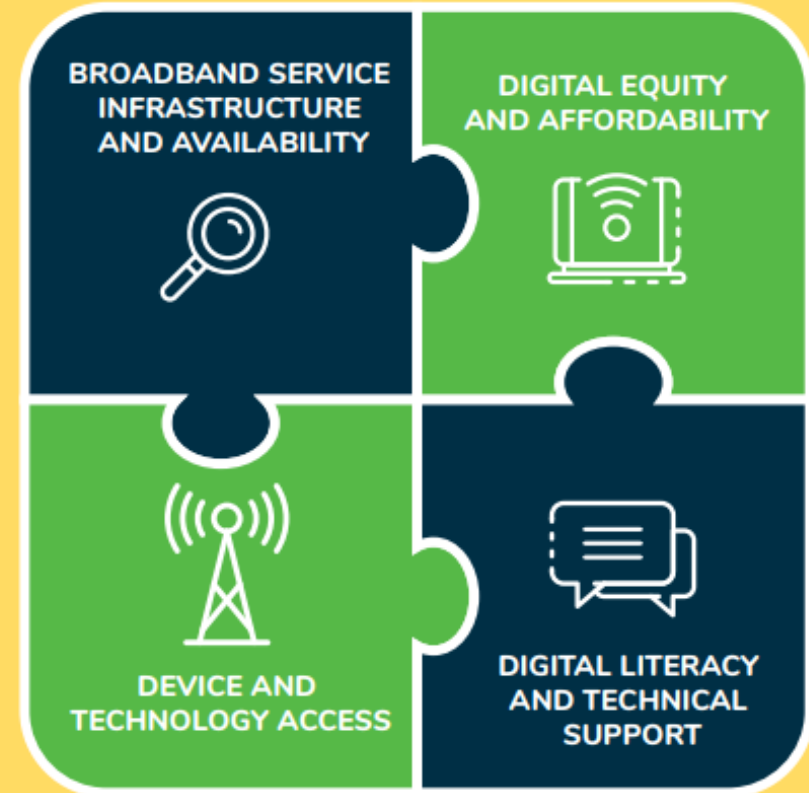 BROADBAND SERVICE
INFRASTRUCTURE
AND AVAILABILITY
DIGITAL EQUITY
AND AFFORDABILITY
DEVICE AND
TECHNOLOGY ACCESS
DIGITAL LITERACY
AND TECHNICAL
SUPPORT